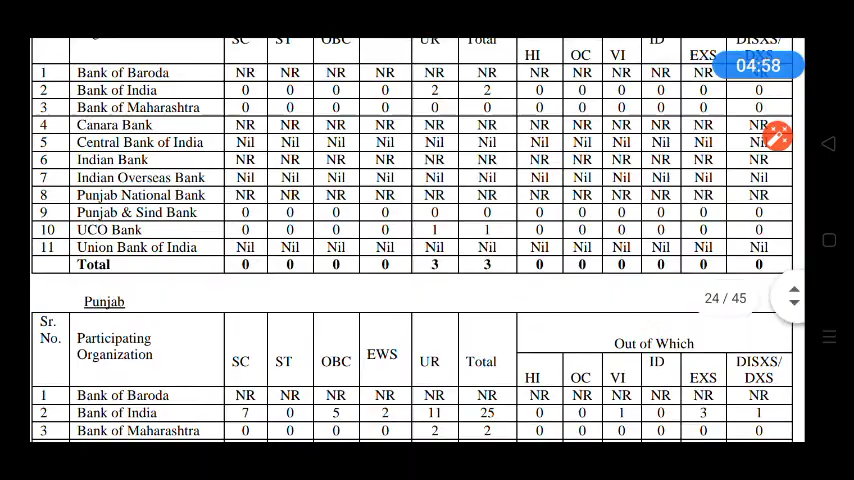 SC ST OBC UR Total ID DISXS/
HI OC VI EXS DXS
04:58
1 Bank of Baroda NR NR NR NR NR NR NR NR NR NR NR
2 Bank of India 0 0 0 0 2 2 0 0 0 0 0 0
3 Bank of Maharashtra 0 0 0 0 0 0 0 0 0 0 0 0
4 Canara Bank NR NR NR NR NR NR NR NR NR NR NR NR
5 Central Bank of India Nil Nil Nil Nil Nil Nil Nil Nil Nil Nil Nil Nil
6 Indian Bank NR NR NR NR NR NR NR NR NR NR NR NR
7 Indian Overseas Bank Nil Nil Nil Nil Nil Nil Nil Nil Nil Nil Nil Nil
8 Punjab National Bank NR NR NR NR NR NR NR NR NR NR NR NR
9 Punjab & Sind Bank 0 0 0 0 0 0 0 0 0 0 0 0
10 UCO Bank 0 0 0 0 1 1 0 0 0 0 0 0
11 Union Bank of India Nil Nil Nil Nil Nil Nil Nil Nil Nil Nil Nil Nil
Total 0 0 0 0 3 3 0 0 0 0 0 0
Punjab
24 / 45
Sr.
No. Participating
Organization
SC ST OBC EWS UR Total
Out of Which
HI OC VI ID EXS DISXS/
DXS
1 Bank of Baroda NR NR NR NR NR NR NR NR NR NR NR NR
2 Bank of India 7 0 5 2 11 25 0 0 1 0 3 1
3 Bank of Maharashtra 0 0 0 0 2 2 0 0 0 0 0 0